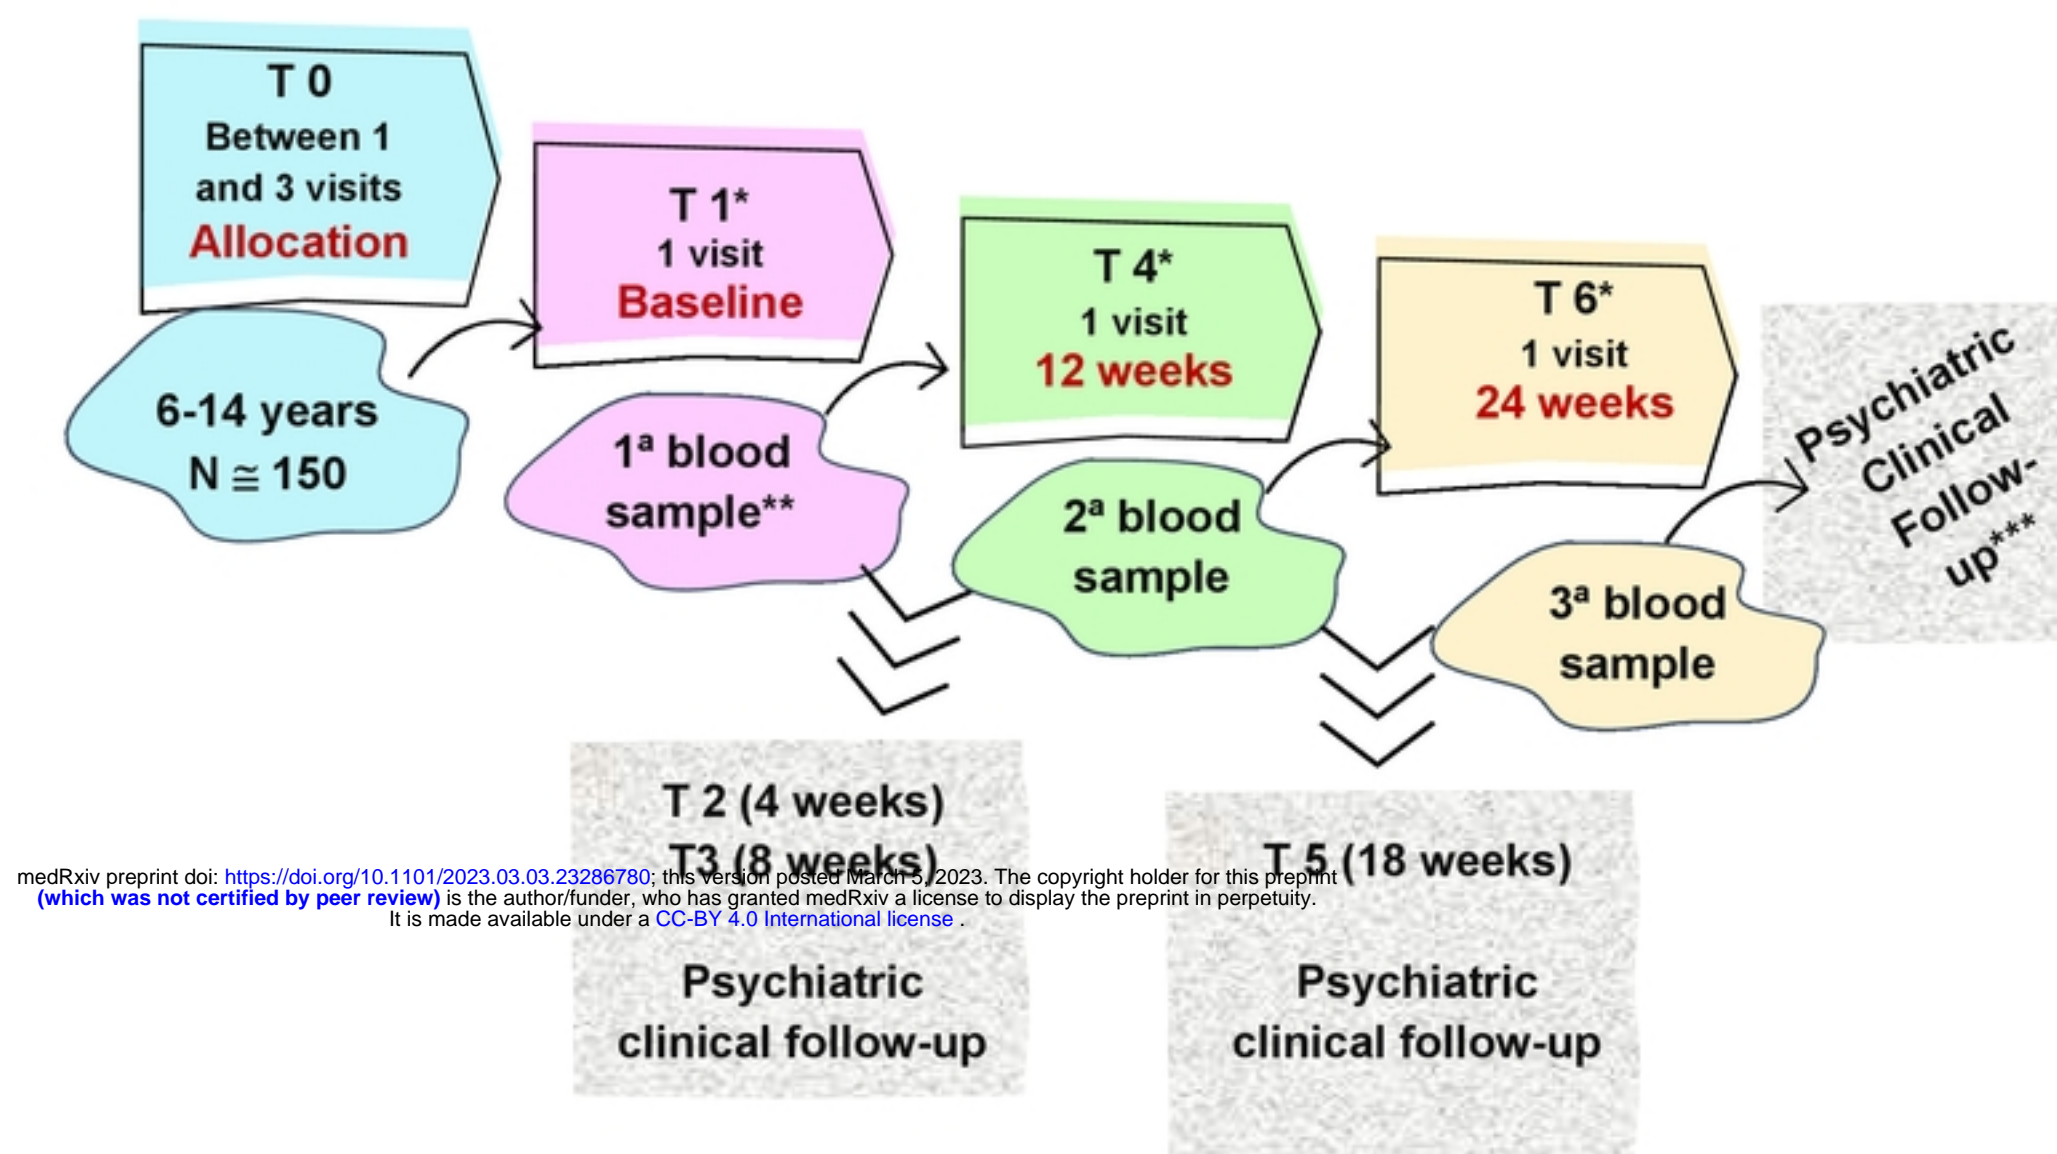 T 0
Between 1
and 3 visits
Allocation
6-14 years
N ≅ 150
T 1*
1 visit
Baseline
1ª blood
sample**
T 4*
1 visit
12 weeks
2ª blood
sample
T 6*
1 visit
24 weeks
3ª blood
sample
Psychiatric
Clinical
Follow-
up***
T 2 (4 weeks)
T3 (8 weeks)
Psychiatric
clinical follow-up
T 5 (18 weeks)
Psychiatric
clinical follow-up
medRxiv preprint doi: https://doi.org/10.1101/2023.03.03.23286780; this version posted March 5, 2023. The copyright holder for this preprint
(which was not certified by peer review) is the author/funder, who has granted medRxiv a license to display the preprint in perpetuity.
It is made available under a CC-BY 4.0 International license .